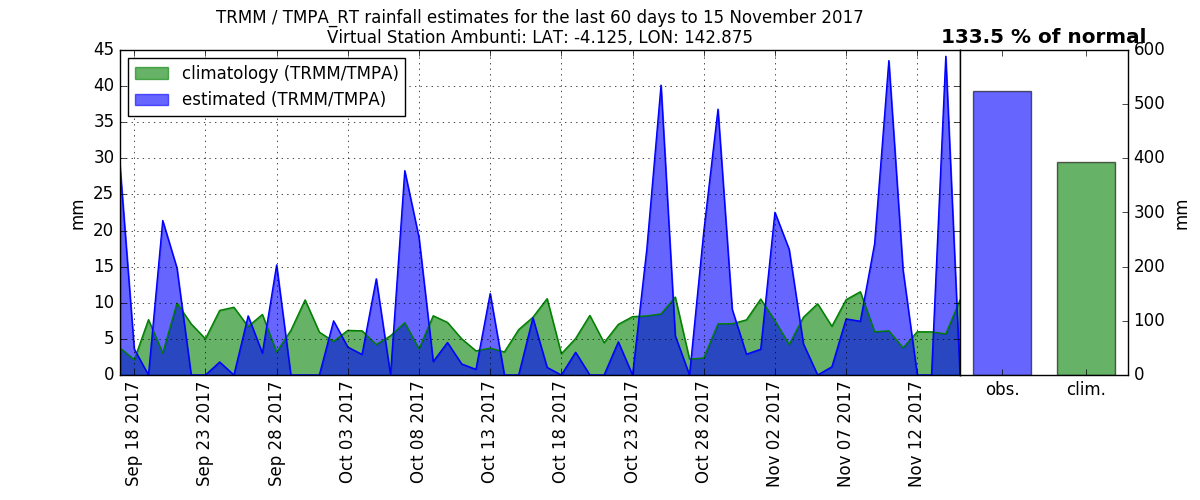 TRMM / TMPA_RT rainfall estimates for the last 60 days to 15 November 2017
Virtual Station Ambunti: LAT: -4.125, LON: 142.875
133.5 % of normal
climatology (TRMM/TMPA)
estimated (TRMM/TMPA)
45
40
35
30
25
20
15
10
5
0
mm
Sep 18 2017
Sep 23 2017
Sep 28 2017
Oct 03 2017
Oct 08 2017
Oct 13 2017
Oct 18 2017
Oct 23 2017
Oct 28 2017
Nov 02 2017
Nov 07 2017
Nov 12 2017
600
500
400
300
200
100
0
mm
obs.
clim.